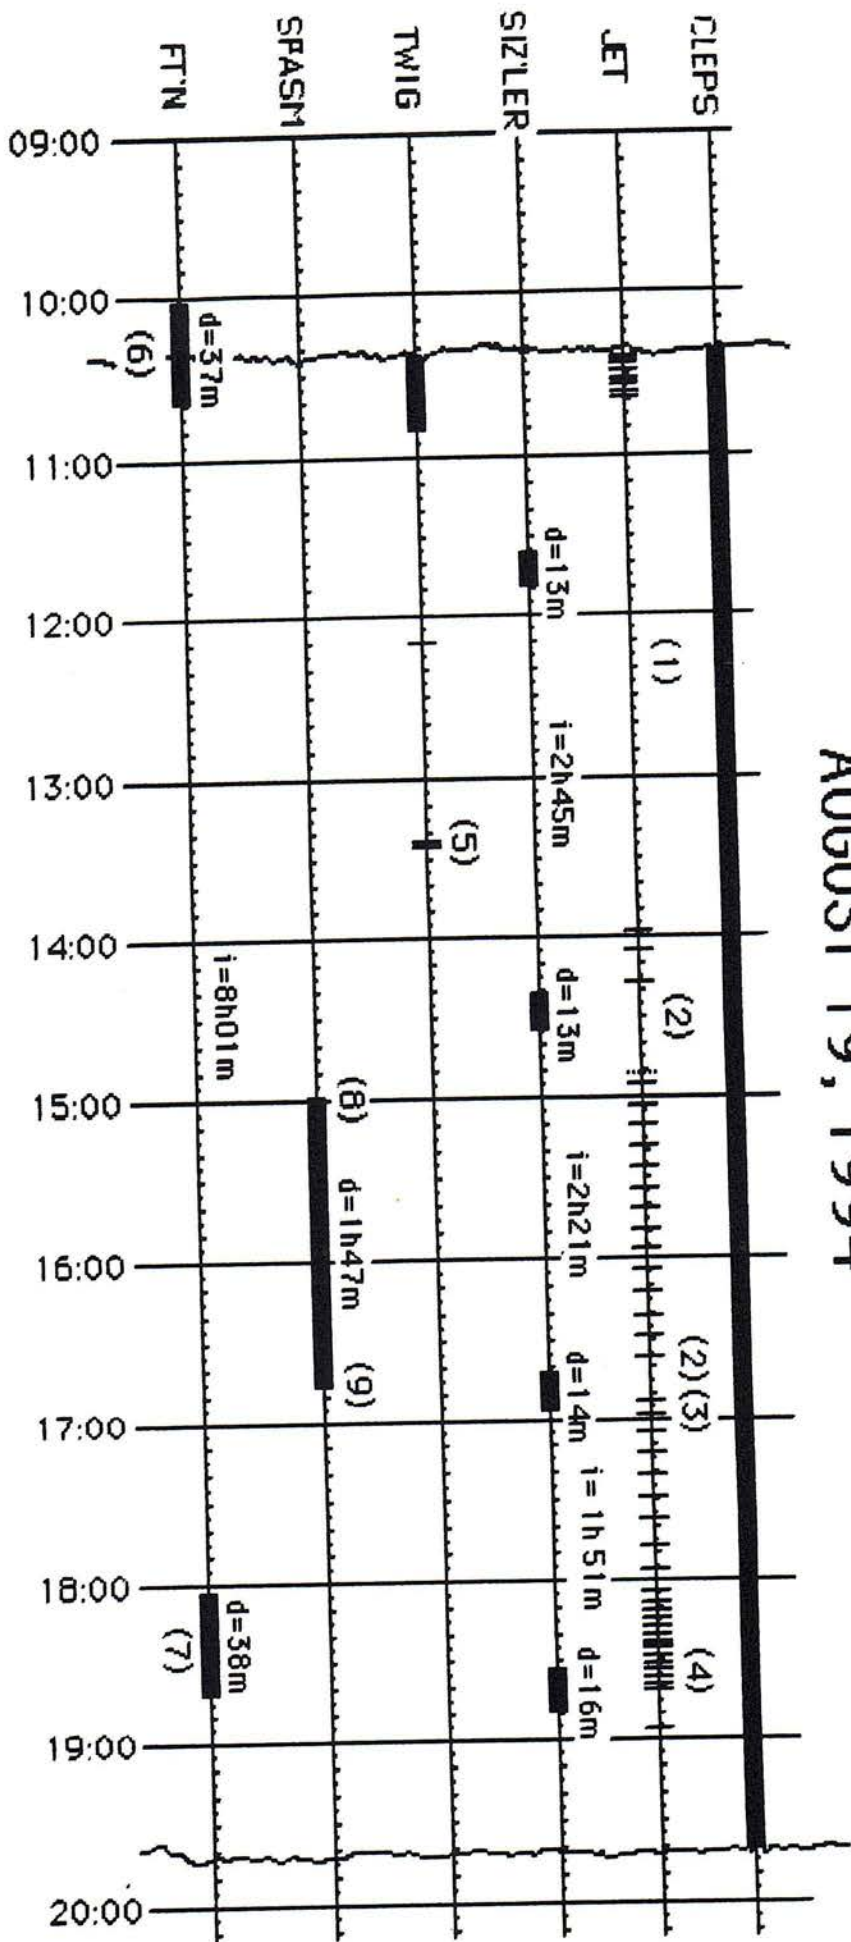 AUGUST 19, 1994
CLEPS
JET
SIZ'LER
TWIG
SPASM
FT'N
09:00
10:00
11:00
12:00
13:00
14:00
15:00
16:00
17:00
18:00
19:00
20:00
(1)
(2)
(2)(3)
(4)
d=13m
i=2h45m
d=13m
i=2h21m
d=14m
i=1h51m
d=16m
(5)
(8)
d=1h47m
(9)
d=37m
(6)
i=8h01m
d=38m
(7)